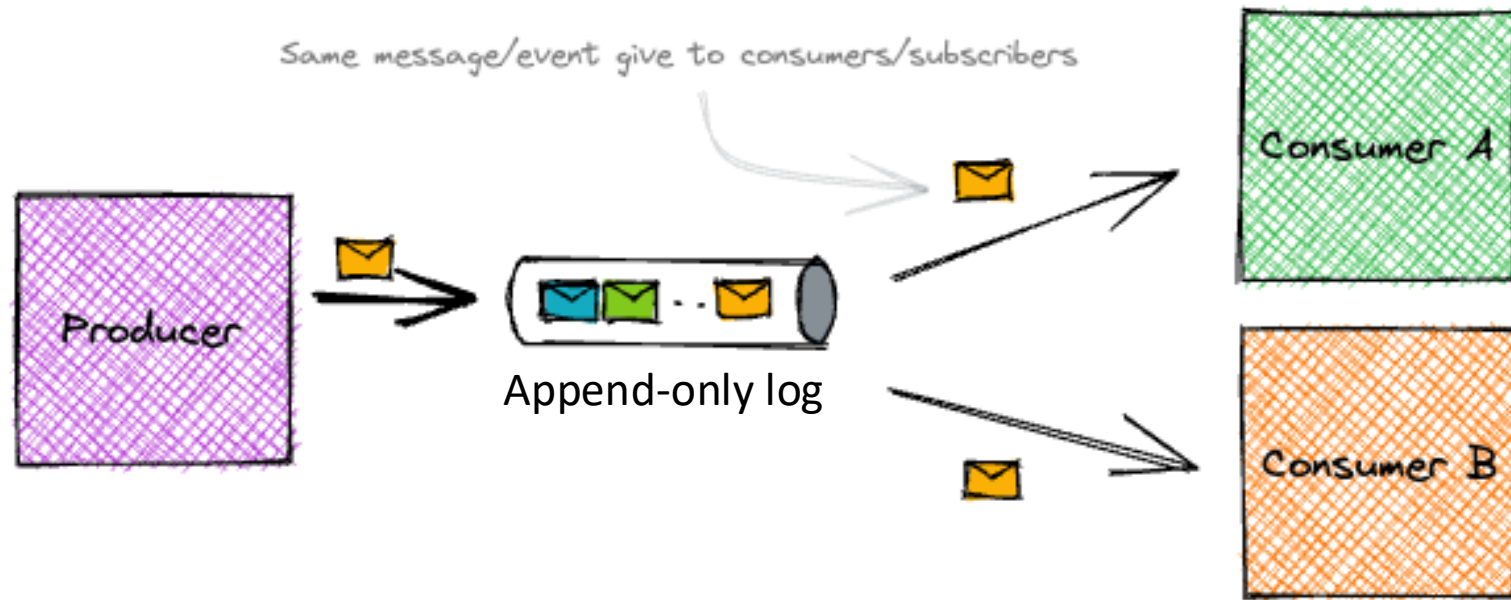 Same message/event give to consumers/subscribers
Consumer A
Producer
Append-only log
Consumer B